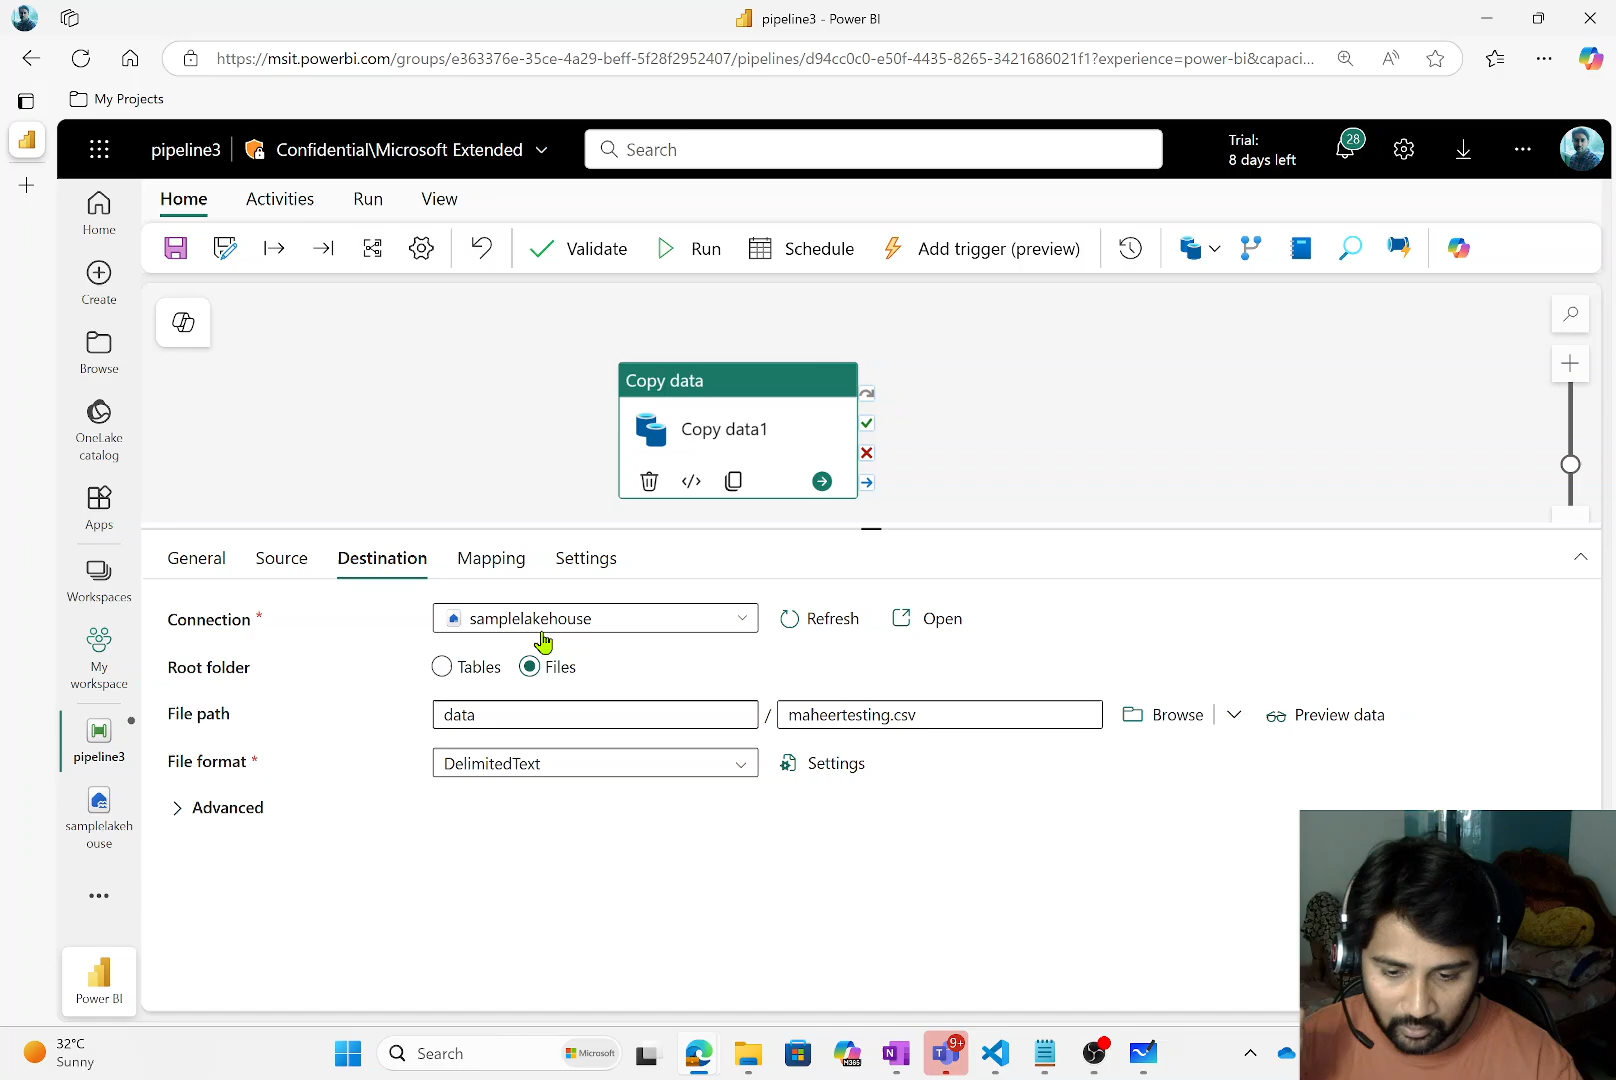 pipeline3 - Power BI
https://msit.powerbi.com/groups/e363376e-35ce-4a29-beff-5f28f2952407/pipelines/d94cc0c0-e50f-4435-8265-3421686021f1?experience=power-bi&capaci...
My Projects
pipeline3
Confidential\Microsoft Extended
Search
Trial:
8 days left
28
Home
Activities
Run
View
Validate
Run
Schedule
Add trigger (preview)
Home
Create
Browse
OneLake
catalog
Apps
Workspaces
My
workspace
pipeline3
samplelakeh
ouse
Power BI
Copy data
Copy data1
General
Source
Destination
Mapping
Settings
Connection *
samplelakehouse
Refresh
Open
Root folder
Tables
Files
File path
data
/
maheertesting.csv
Browse
Preview data
File format *
DelimitedText
Settings
Advanced
32°C
Sunny
Search
Microsoft
M365
N
9+